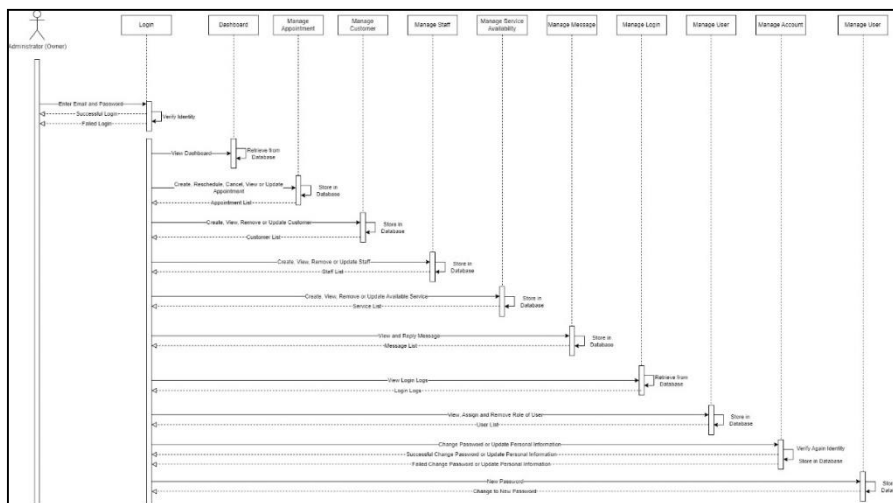 Login
Dashboard
Manage
Appointment
Manage
Customer
Manage Staff
Manage Service
Availability
Manage Message
Manage Login
Manage User
Manage Account
Manage User
Administrator (Owner)
Enter Email and Password
Successful Login
Verify Identity
Failed Login
View Dashboard
Retrieve from
Database
Create, Reschedule, Cancel, View or Update
Appointment
Store in
Database
Appointment List
Create, View, Remove or Update Customer
Store in
Database
Customer List
Create, View, Remove or Update Staff
Store in
Database
Staff List
Create, View, Remove or Update Available Service
Store in
Database
Service List
View and Reply Message
Store in
Database
Message List
View Login Logs
Retrieve from
Database
Login Logs
View, Assign and Remove Role of User
Store in
Database
User List
Change Password or Update Personal Information
Verify Again Identity
Successful Change Password or Update Personal Information
Store in Database
Failed Change Password or Update Personal Information
New Password
Store
Datab
Change to New Password